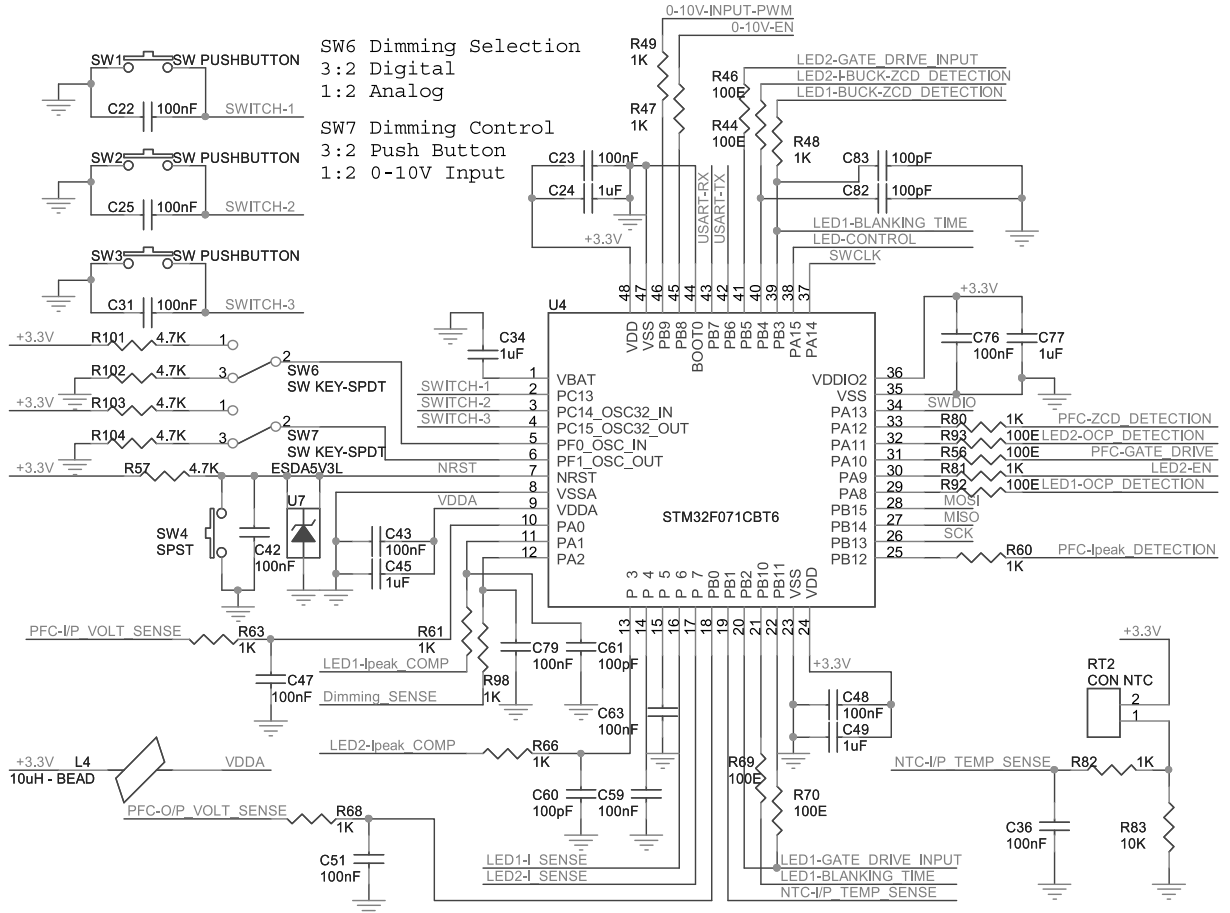 0-10V-INPUT-PWM
0-10V-EN
SW1 SW PUSHBUTTON
C22 100nF SWITCH-1
SW2 SW PUSHBUTTON
C25 100nF SWITCH-2
SW3 SW PUSHBUTTON
C31 100nF SWITCH-3
SW6 Dimming Selection
3:2 Digital
1:2 Analog
SW7 Dimming Control
3:2 Push Button
1:2 0-10V Input
R49
1K
R47
1K
R46
100E
R44
100E
LED2-GATE_DRIVE_INPUT
LED2-I-BUCK-ZCD_DETECTION
LED1-BUCK-ZCD_DETECTION
R48
1K
C83 100pF
C82 100pF
C23 100nF
C24 1uF
+3.3V
USART-RX
USART-TX
LED1-BLANKING_TIME
LED-CONTROL
SWCLK
48 47 46 45 44 43 42 41 40 39 38 37
U4
VDD VSS PB9 PB8 BOOT0 PB7 PB6 PB5 PB4 PB3 PA15 PA14
+3.3V
C76
100nF
C77
1uF
+3.3V R101 4.7K 1
R102 4.7K 3
2
SW6
SW KEY-SPDT
+3.3V R103 4.7K 1
R104 4.7K 3
2
SW7
SW KEY-SPDT
+3.3V R57 4.7K ESDA5V3L NRST
U7
SW4
SPST
C42
100nF
C34
1uF
SWITCH-1
SWITCH-2
SWITCH-3
VDDA
C43
100nF
C45
1uF
1 VBAT
2 PC13
3 PC14_OSC32_IN
4 PC15_OSC32_OUT
5 PF0_OSC_IN
6 PF1_OSC_OUT
7 NRST
8 VSSA
9 VDDA
10 PA0
11 PA1
12 PA2
STM32F071CBT6
VDDIO2 36
VSS 35
PA13 34 SWDIO
PA12 33 R80 1K PFC-ZCD_DETECTION
PA11 32 R93 100E LED2-OCP_DETECTION
PA10 31 R56 100E PFC-GATE_DRIVE
PA9 30 R81 1K LED2-EN
PA8 29 R92 100E LED1-OCP_DETECTION
PB15 28 MOSI
PB14 27 MISO
PB13 26 SCK
PB12 25 R60 1K PFC-Ipeak_DETECTION
P 3 P 4 P 5 P 6 P 7 PB0 PB1 PB2 PB10 PB11 VSS VDD
13 14 15 16 17 18 19 20 21 22 23 24
PFC-I/P_VOLT_SENSE R63
1K
R61
1K
C47
100nF
LED1-Ipeak_COMP
Dimming_SENSE
R98
1K
C79
100nF
C61
100pF
C63
100nF
LED2-Ipeak_COMP R66
1K
C60
100pF
C59
100nF
+3.3V
C48
100nF
C49
1uF
+3.3V
RT2
CON NTC
2
1
NTC-I/P_TEMP_SENSE R82 1K
C36
100nF
R83
10K
+3.3V L4 VDDA
10uH - BEAD
PFC-O/P_VOLT_SENSE R68
1K
C51
100nF
R69
100E
R70
100E
LED1-I_SENSE
LED2-I_SENSE
LED1-GATE_DRIVE INPUT
LED1-BLANKING_TIME
NTC-I/P_TEMP_SENSE